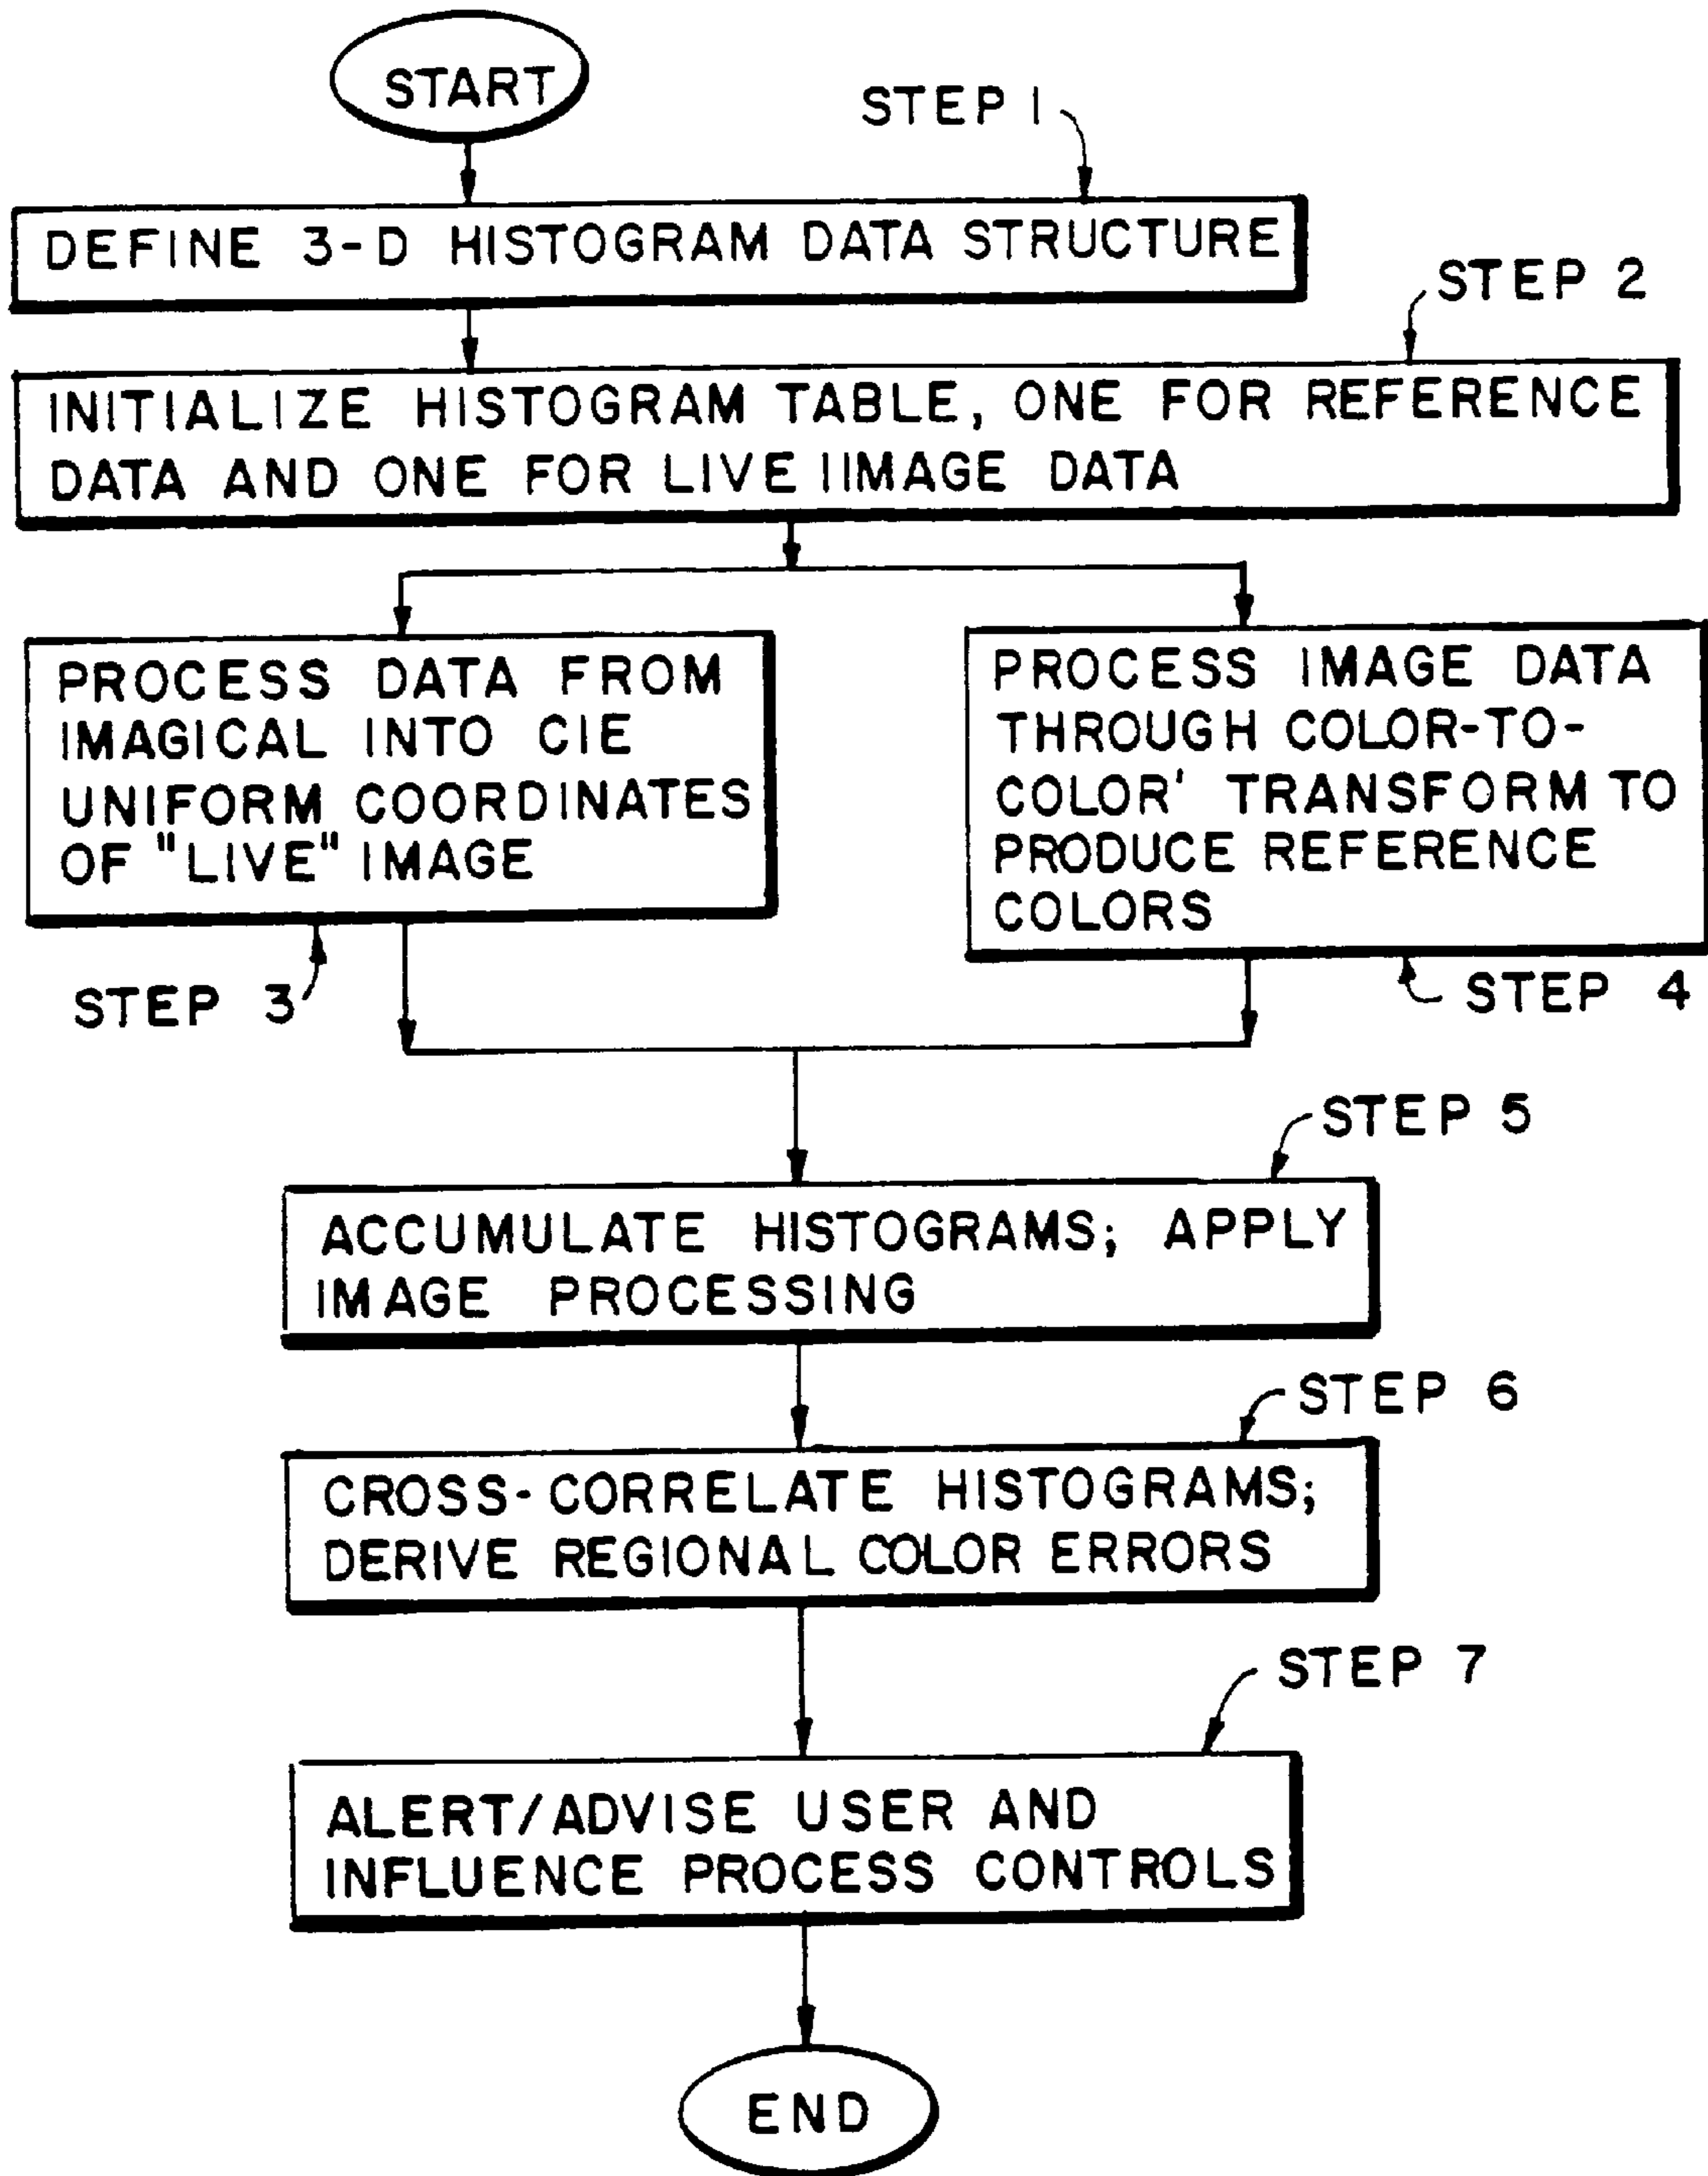 START
STEP 1
DEFINE 3-D HISTOGRAM DATA STRUCTURE
STEP 2
INITIALIZE HISTOGRAM TABLE, ONE FOR REFERENCE
DATA AND ONE FOR LIVE IIMAGE DATA
PROCESS DATA FROM
IMAGICAL INTO CIE
UNIFORM COORDINATES
OF "LIVE" IMAGE
STEP 3
PROCESS IMAGE DATA
THROUGH COLOR-TO-
COLOR' TRANSFORM TO
PRODUCE REFERENCE
COLORS
STEP 4
STEP 5
ACCUMULATE HISTOGRAMS; APPLY
IMAGE PROCESSING
STEP 6
CROSS-CORRELATE HISTOGRAMS;
DERIVE REGIONAL COLOR ERRORS
STEP 7
ALERT/ADVISE USER AND
INFLUENCE PROCESS CONTROLS
END